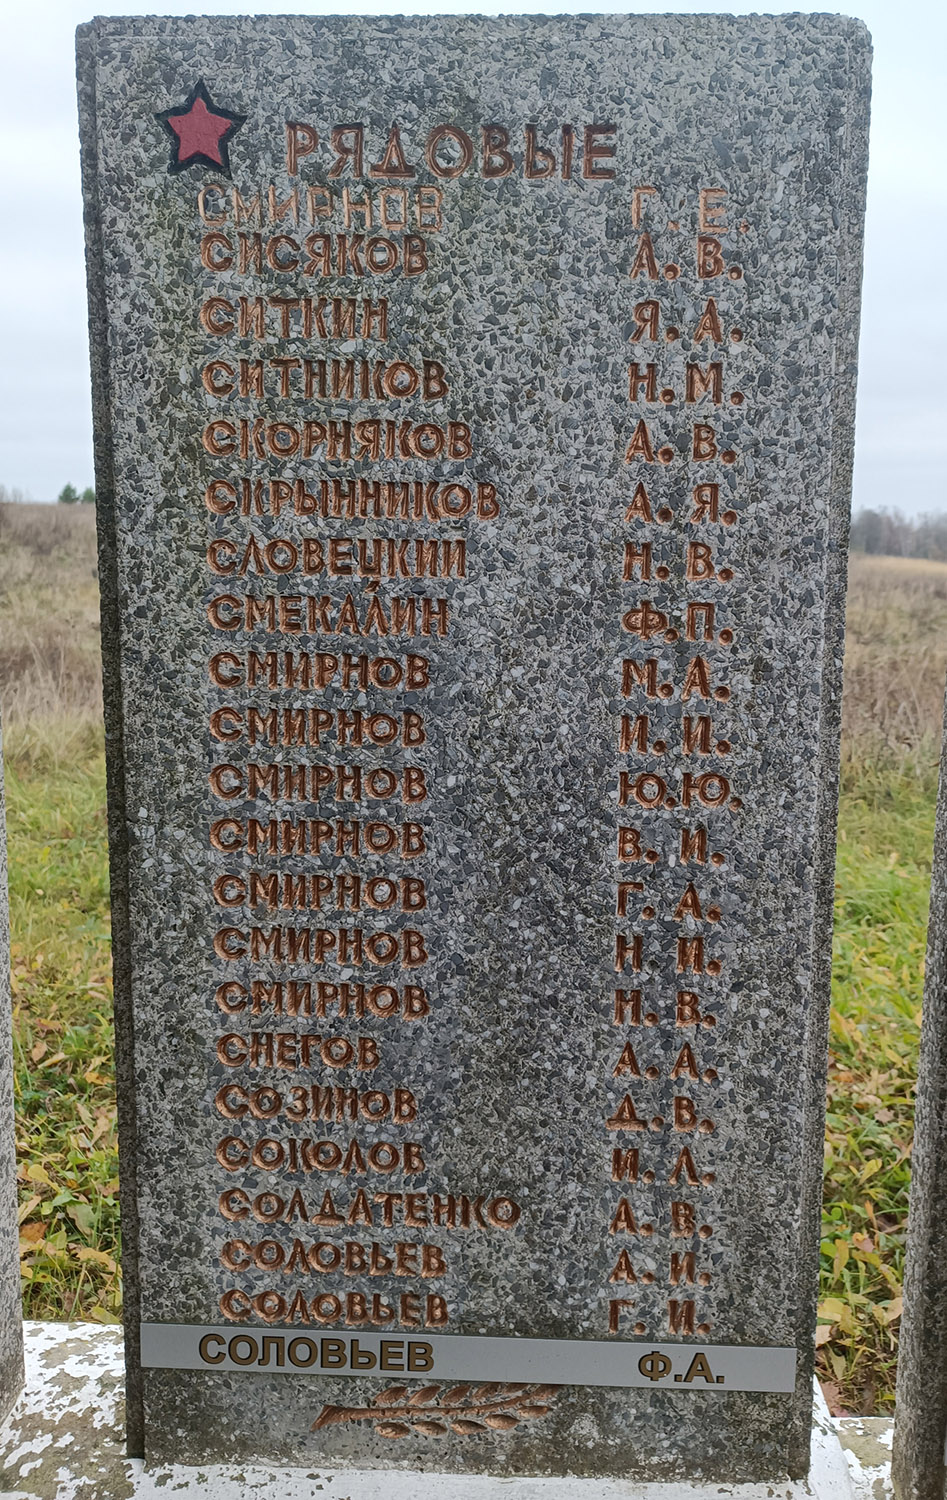 РЯДОВЫЕ
СМИРНОВ Г. Е.
СИСЯКОВ А. В.
СИТКИН Я. А.
СИТНИКОВ Н. М.
СКОРНЯКОВ А. В.
СКРЫННИКОВ А. Я.
СЛОВЕЦКИЙ Н. В.
СМЕКАЛИН Ф. П.
СМИРНОВ М. А.
СМИРНОВ И. И.
СМИРНОВ Ю. Ю.
СМИРНОВ В. И.
СМИРНОВ Г. А.
СМИРНОВ Н. И.
СМИРНОВ Н. В.
СНЕГОВ А. А.
СОЗИНОВ Д. В.
СОКОЛОВ И. Л.
СОЛДАТЕНКО А. В.
СОЛОВЬЕВ А. И.
СОЛОВЬЕВ Г. И.
СОЛОВЬЕВ Ф.А.